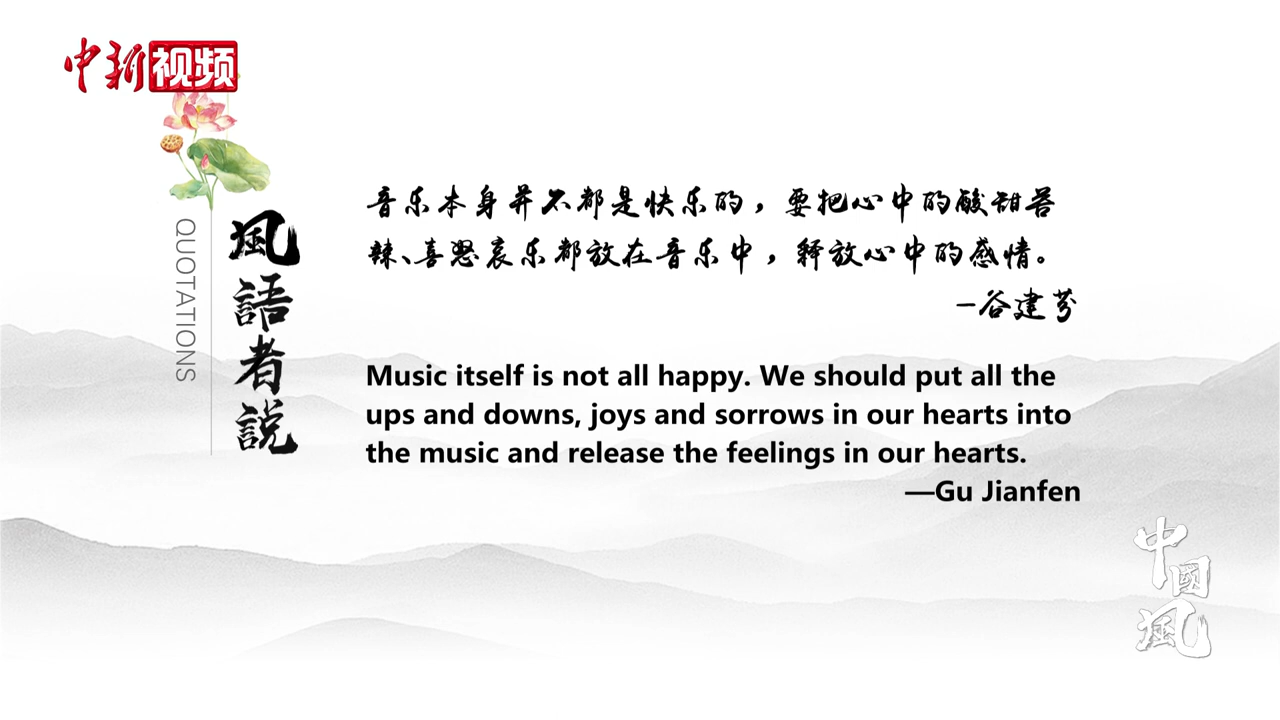 中新视频
風語者説
QUOTATIONS
音乐本身并不都是快乐的，要把心中的酸甜苦
辣、喜怒哀乐都放在音乐中，释放心中的感情。
—谷建芬
Music itself is not all happy. We should put all the
ups and downs, joys and sorrows in our hearts into
the music and release the feelings in our hearts.
—Gu Jianfen
中國風